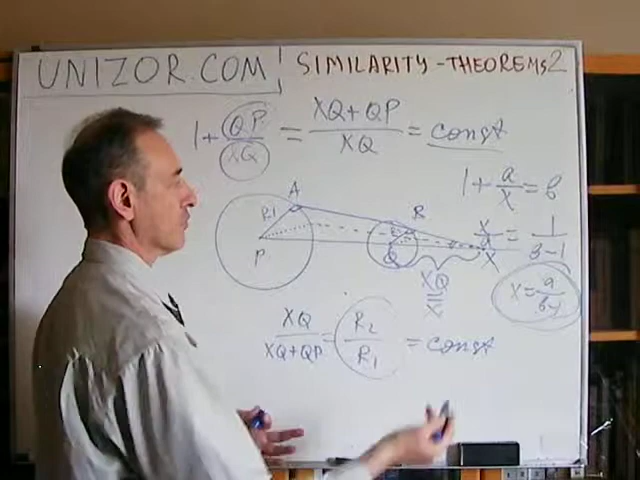 UNIZOR.COM
SIMILARITY - THEOREMS 2
1 + QP/XQ = XQ+QP/XQ = const
1 + a/x = b
A
R1
R
P
Q
X
XQ
=
x
x/a = 1/b-1
x = a/b-1
XQ/XQ+QP = R2/R1 = const